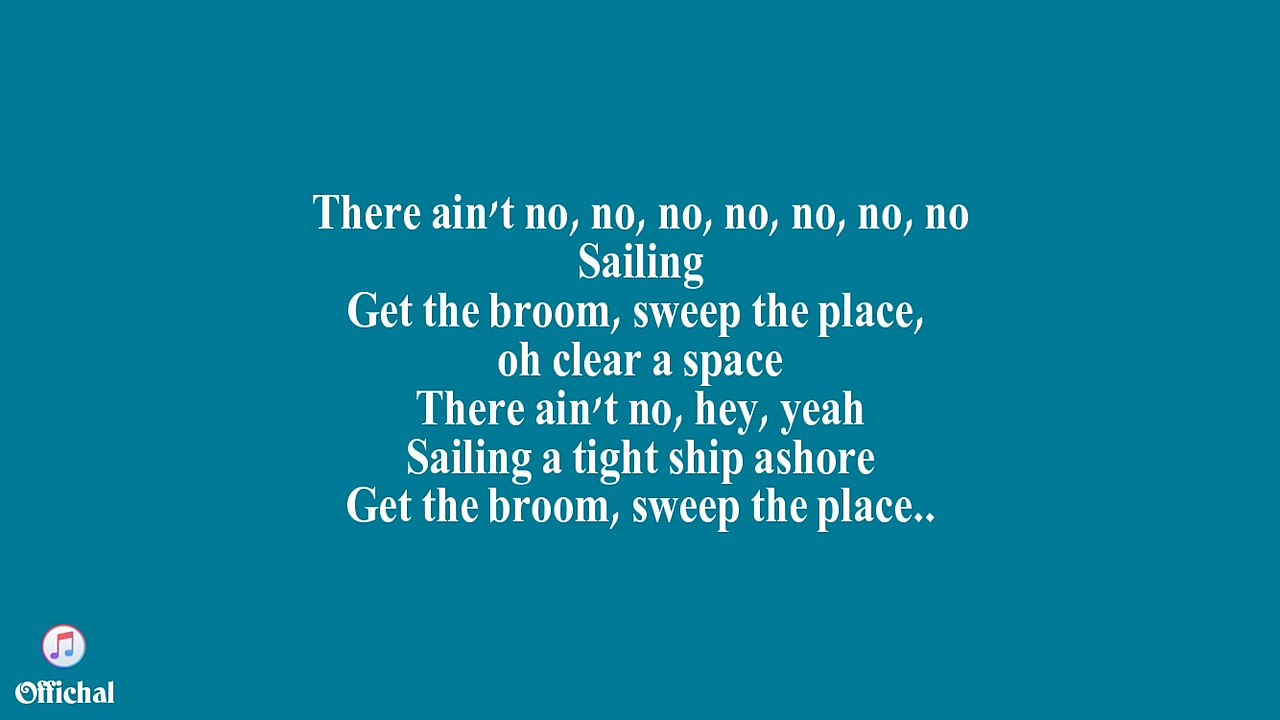 There ain't no, no, no, no, no, no, no
Sailing
Get the broom, sweep the place,
oh clear a space
There ain't no, hey, yeah
Sailing a tight ship ashore
Get the broom, sweep the place..
Offichal